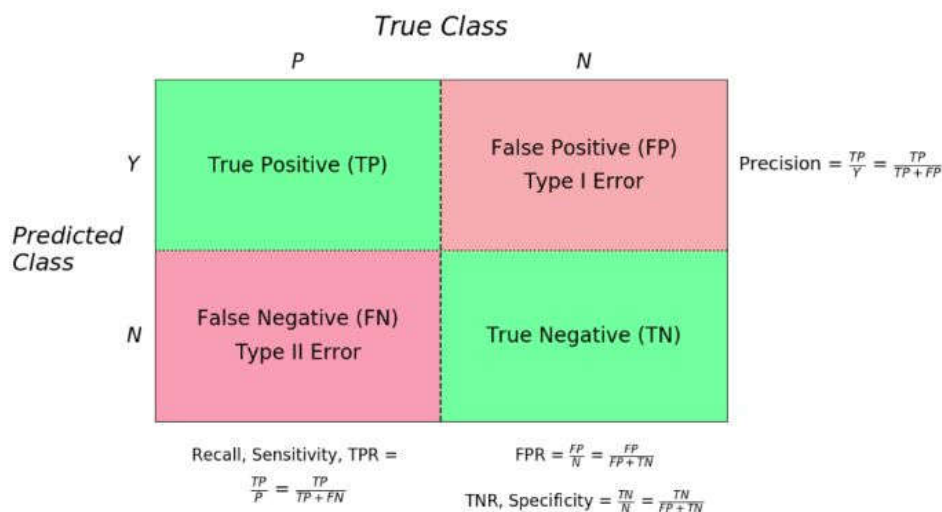 True Class
P
N
Y
True Positive (TP)
False Positive (FP)
Type I Error
Precision = TP/Y = TP/(TP+FP)
Predicted
Class
N
False Negative (FN)
Type II Error
True Negative (TN)
Recall, Sensitivity, TPR =
TP/P = TP/(TP+FN)
FPR = FP/N = FP/(FP+TN)
TNR, Specificity = TN/N = TN/(FP+TN)